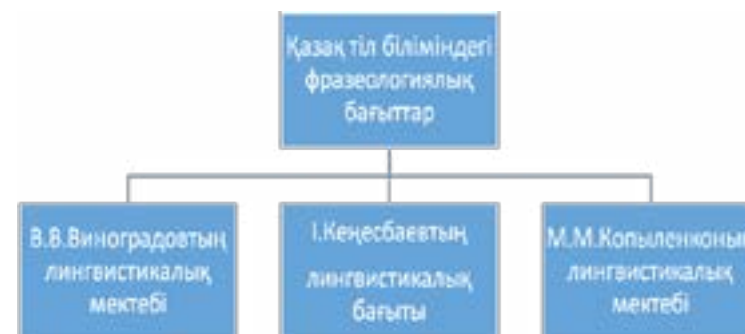 Қазақ тіл біліміндегі
фразеологиялық
бағыттар
В.В.Виноградовтың
лингвистикалық
мектебі
І.Кеңесбаевтың
лингвистикалық
бағыты
М.М.Копыленконың
лингвистикалық
мектебі